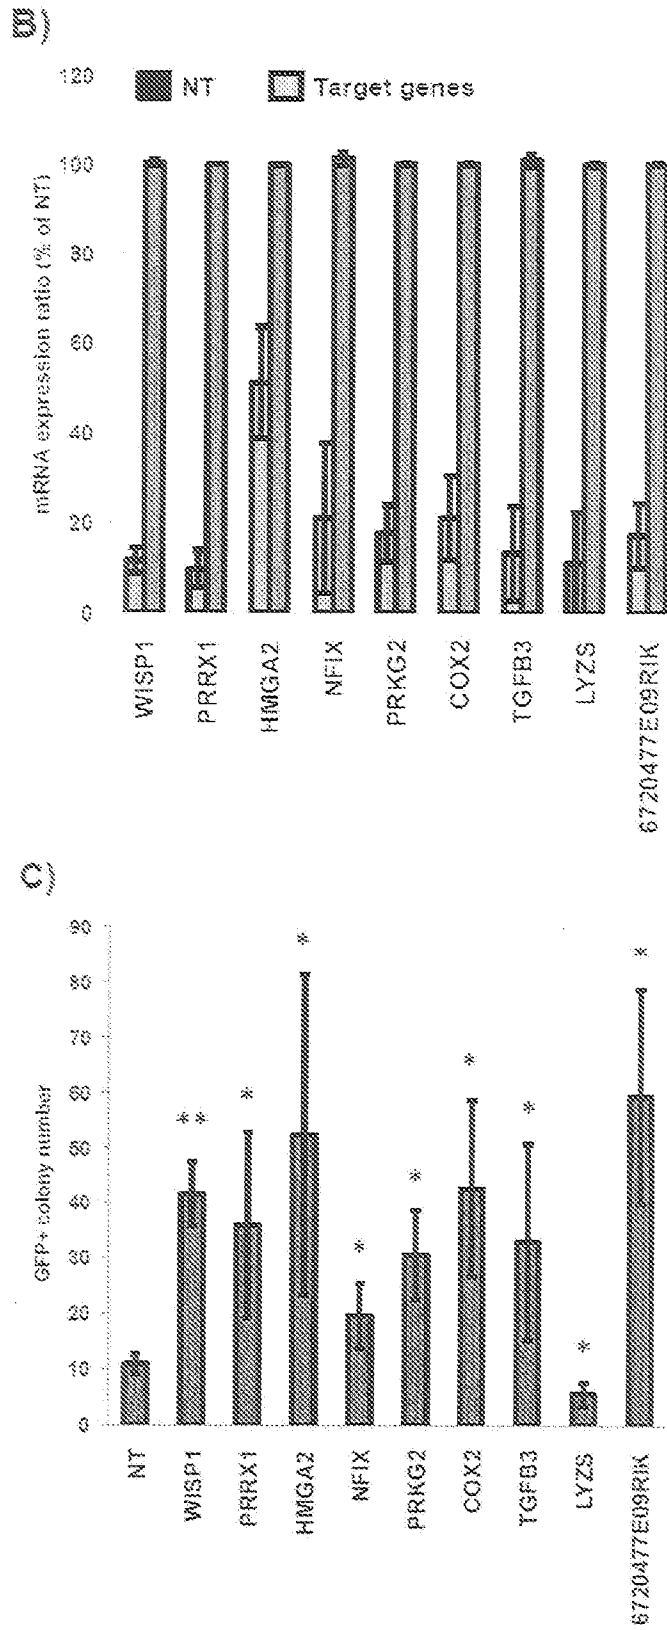 B)
120
NT
Target genes
100
80
60
40
20
0
mRNA expression ratio (% of NT)
WISP1
PRRX1
HMGA2
NFIX
PRKG2
COX2
TGFB3
LYZS
6720477E09RIK
C)
90
80
70
60
50
40
30
20
10
0
GFP+ colony number
**
*
*
*
*
*
*
*
*
NT
WISP1
PRRX1
HMGA2
NFIX
PRKG2
COX2
TGFB3
LYZS
6720477E09RIK